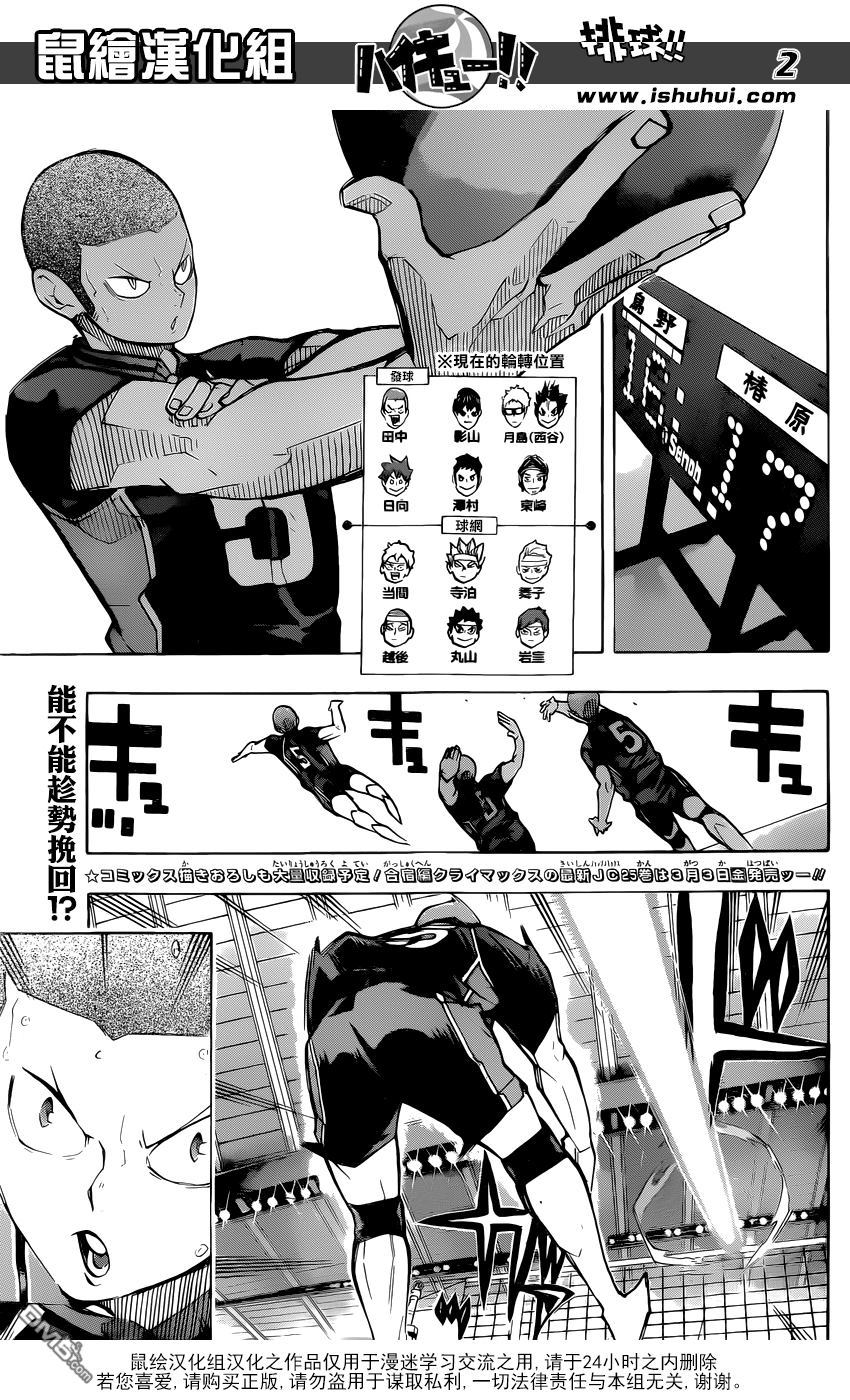 鼠繪漢化組
ハイキュー!!
排球!!
2
www.ishuhui.com
※現在的輪轉位置
發球
田中
影山
月島(西谷)
日向
澤村
東峰
球網
当間
寺泊
舞子
越後
丸山
岩室
烏野
椿原
16
17
Senoh
5
能不能趁勢挽回!?
キュ
キュ
キュ
5
5
5
★コミックス描きおろしも大量収録予定!合宿編クライマックスの最新JC25巻は3月3日金発売ッー!!
鼠绘汉化组汉化之作品仅用于漫迷学习交流之用, 请于24小时之内删除
若您喜爱, 请购买正版, 请勿盗用于谋取私利, 一切法律责任与本组无关, 谢谢。